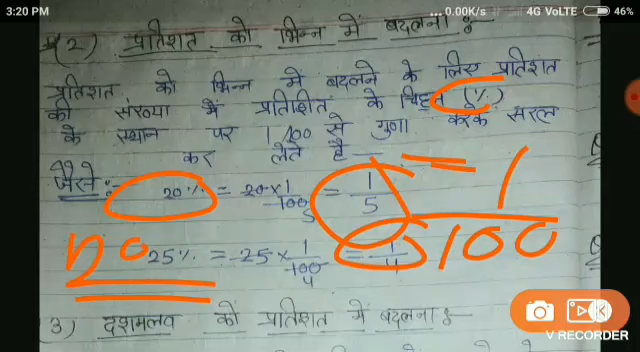 3:20 PM ...0.00K/s 4G VoLTE 46%
(2) प्रतिशत को भिन्न में बदलना :-
प्रतिशत को भिन्न में बदलने के लिए प्रतिशत
की संख्या में प्रतिशत के चिह्न (%)
के स्थान पर 1/100 से गुणा करके सरल
कर लेते है
जैसे :- 20% = 20 × 1/100 = 1/5
5
= 1/100
20
25% = 25 × 1/100 = 1/4
4
3) दशमलव को प्रतिशत में बदलना :-
V RECORDER